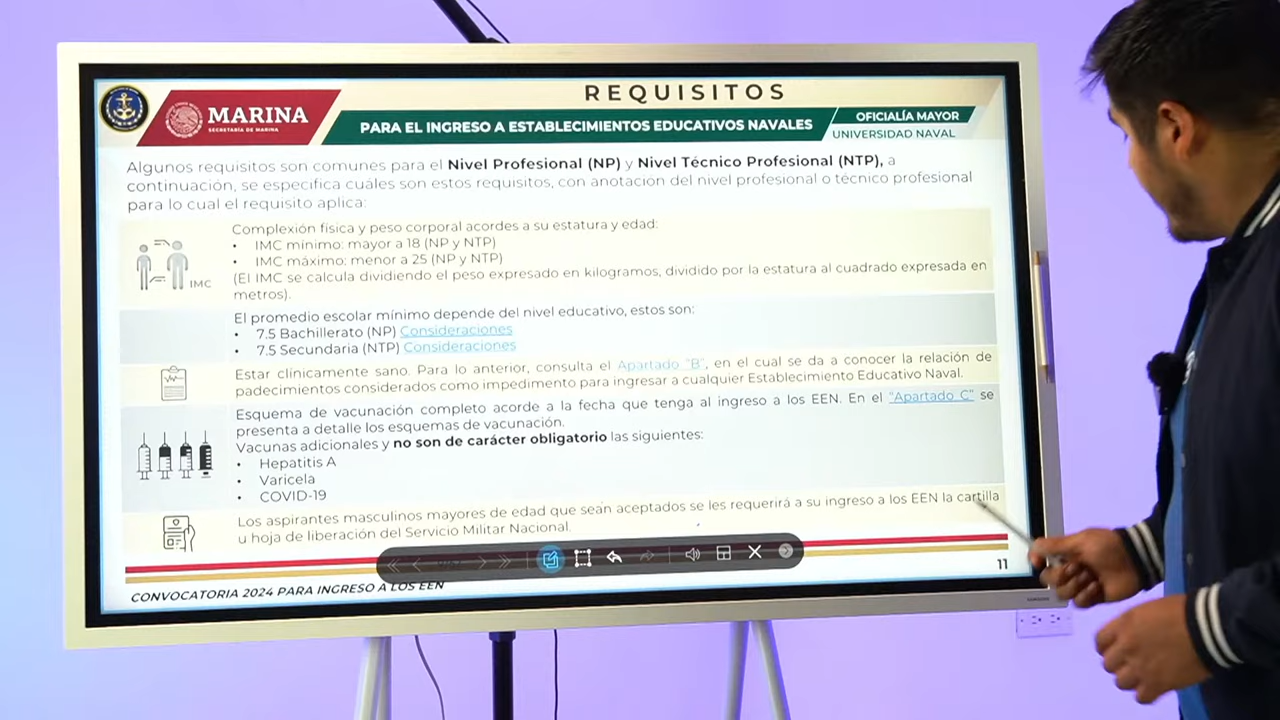 REQUISITOS
MARINA
SECRETARÍA DE MARINA
PARA EL INGRESO A ESTABLECIMIENTOS EDUCATIVOS NAVALES
OFICIALÍA MAYOR
UNIVERSIDAD NAVAL
Algunos requisitos son comunes para el Nivel Profesional (NP) y Nivel Técnico Profesional (NTP), a
continuación, se especifica cuáles son estos requisitos, con anotación del nivel profesional o técnico profesional
para lo cual el requisito aplica:
Complexión física y peso corporal acordes a su estatura y edad:
• IMC mínimo: mayor a 18 (NP y NTP)
• IMC máximo: menor a 25 (NP y NTP)
(El IMC se calcula dividiendo el peso expresado en kilogramos, dividido por la estatura al cuadrado expresada en
metros).
IMC
El promedio escolar mínimo depende del nivel educativo, estos son:
• 7.5 Bachillerato (NP) Consideraciones
• 7.5 Secundaria (NTP) Consideraciones
Estar clínicamente sano. Para lo anterior, consulta el Apartado "B", en el cual se da a conocer la relación de
padecimientos considerados como impedimento para ingresar a cualquier Establecimiento Educativo Naval.
Esquema de vacunación completo acorde a la fecha que tenga al ingreso a los EEN. En el "Apartado C" se
presenta a detalle los esquemas de vacunación.
Vacunas adicionales y no son de carácter obligatorio las siguientes:
• Hepatitis A
• Varicela
• COVID-19
Los aspirantes masculinos mayores de edad que sean aceptados se les requerirá a su ingreso a los EEN la cartilla
u hoja de liberación del Servicio Militar Nacional.
11
CONVOCATORIA 2024 PARA INGRESO A LOS EEN